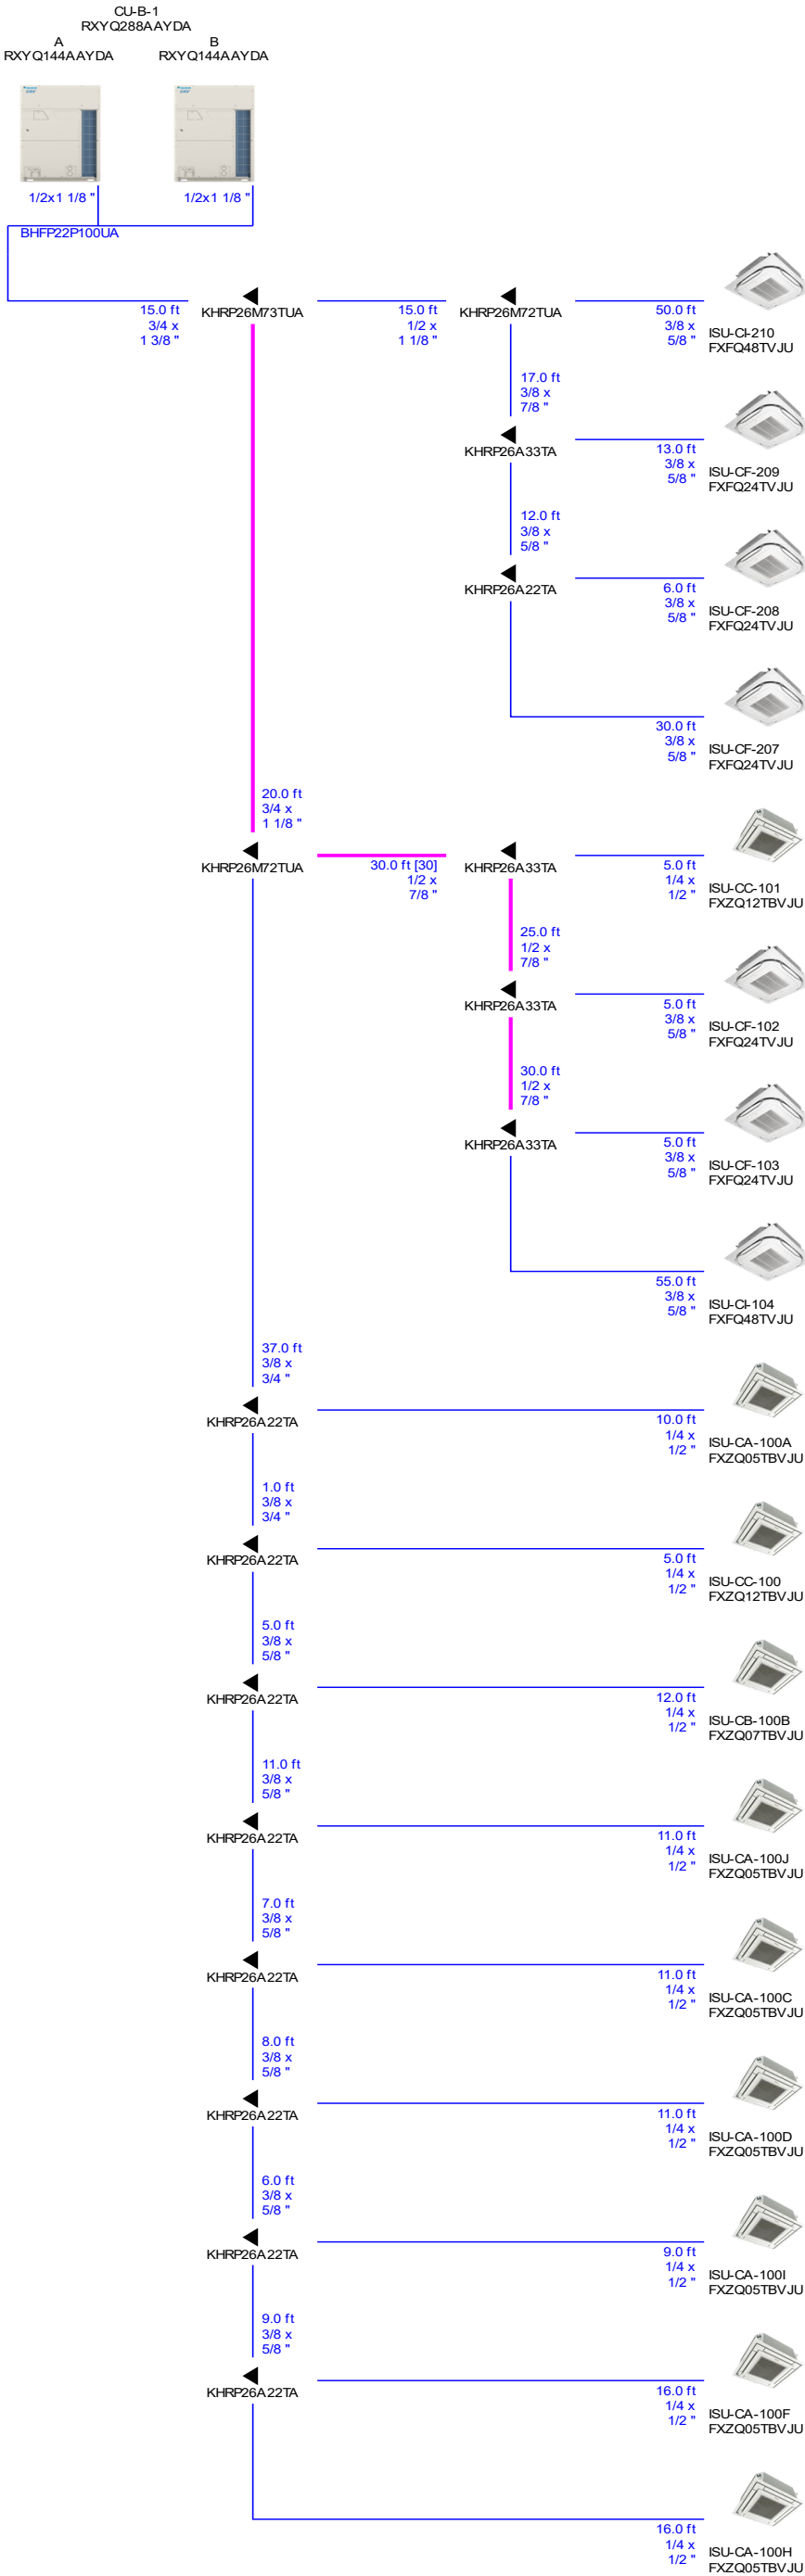 CU-B-1
RXYQ288AAYDA
A
RXYQ144AAYDA
B
RXYQ144AAYDA
1/2x1 1/8 "
1/2x1 1/8 "
BHFP22P100UA
15.0 ft
3/4 x
1 3/8 "
KHRP26M73TUA
15.0 ft
1/2 x
1 1/8 "
KHRP26M72TUA
50.0 ft
3/8 x
5/8 "
ISU-CI-210
FXFQ48TVJU
17.0 ft
3/8 x
7/8 "
KHRP26A33TA
13.0 ft
3/8 x
5/8 "
ISU-CF-209
FXFQ24TVJU
12.0 ft
3/8 x
5/8 "
KHRP26A22TA
6.0 ft
3/8 x
5/8 "
ISU-CF-208
FXFQ24TVJU
30.0 ft
3/8 x
5/8 "
ISU-CF-207
FXFQ24TVJU
20.0 ft
3/4 x
1 1/8 "
KHRP26M72TUA
30.0 ft [30]
1/2 x
7/8 "
KHRP26A33TA
5.0 ft
1/4 x
1/2 "
ISU-CC-101
FXZQ12TBVJU
25.0 ft
1/2 x
7/8 "
KHRP26A33TA
5.0 ft
3/8 x
5/8 "
ISU-CF-102
FXFQ24TVJU
30.0 ft
1/2 x
7/8 "
KHRP26A33TA
5.0 ft
3/8 x
5/8 "
ISU-CF-103
FXFQ24TVJU
55.0 ft
3/8 x
5/8 "
ISU-CI-104
FXFQ48TVJU
37.0 ft
3/8 x
3/4 "
KHRP26A22TA
10.0 ft
1/4 x
1/2 "
ISU-CA-100A
FXZQ05TBVJU
1.0 ft
3/8 x
3/4 "
KHRP26A22TA
5.0 ft
1/4 x
1/2 "
ISU-CC-100
FXZQ12TBVJU
5.0 ft
3/8 x
5/8 "
KHRP26A22TA
12.0 ft
1/4 x
1/2 "
ISU-CB-100B
FXZQ07TBVJU
11.0 ft
3/8 x
5/8 "
KHRP26A22TA
11.0 ft
1/4 x
1/2 "
ISU-CA-100J
FXZQ05TBVJU
7.0 ft
3/8 x
5/8 "
KHRP26A22TA
11.0 ft
1/4 x
1/2 "
ISU-CA-100C
FXZQ05TBVJU
8.0 ft
3/8 x
5/8 "
KHRP26A22TA
11.0 ft
1/4 x
1/2 "
ISU-CA-100D
FXZQ05TBVJU
6.0 ft
3/8 x
5/8 "
KHRP26A22TA
9.0 ft
1/4 x
1/2 "
ISU-CA-100I
FXZQ05TBVJU
9.0 ft
3/8 x
5/8 "
KHRP26A22TA
16.0 ft
1/4 x
1/2 "
ISU-CA-100F
FXZQ05TBVJU
16.0 ft
1/4 x
1/2 "
ISU-CA-100H
FXZQ05TBVJU